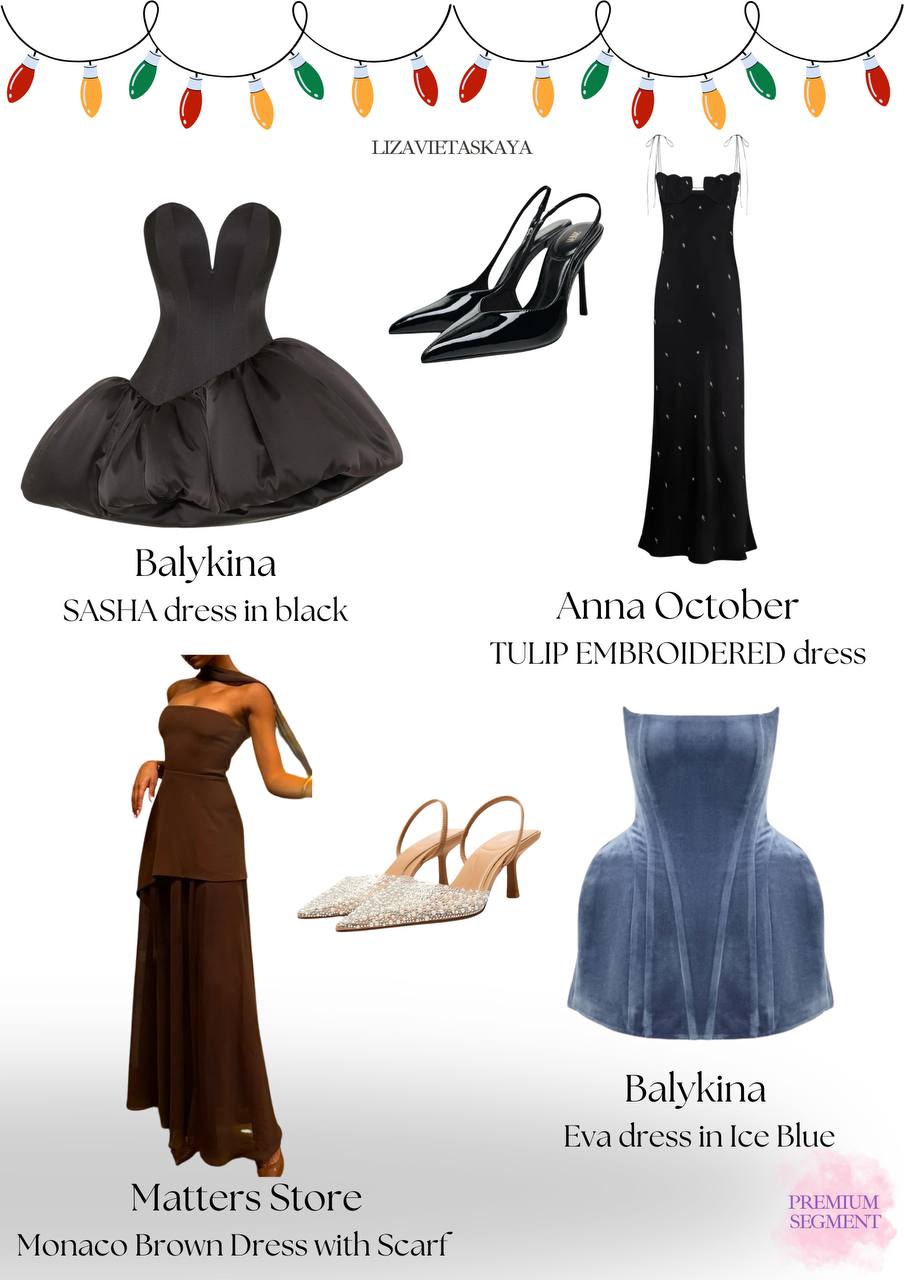 LIZAVIETASKAYA
Balykina
SASHA dress in black
Anna October
TULIP EMBROIDERED dress
Matters Store
Monaco Brown Dress with Scarf
Balykina
Eva dress in Ice Blue
PREMIUM
SEGMENT